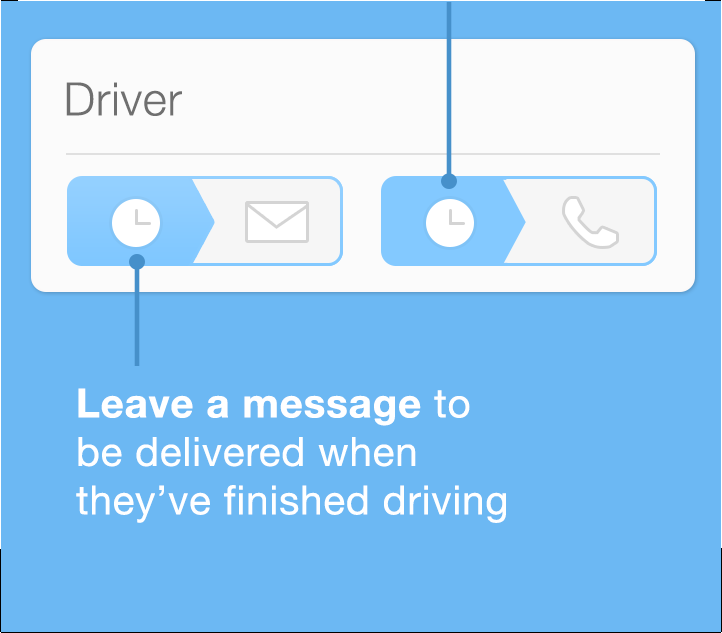 Driver
Leave a message to
be delivered when
they’ve finished driving